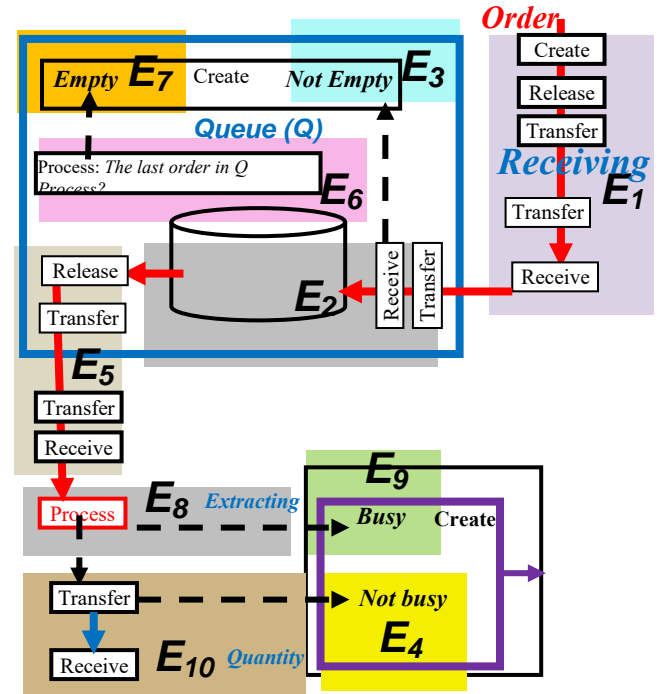 Order
Empty E7 Create Not Empty E3
Create
Release
Queue (Q)
Transfer
Process: The last order in Q
Process?
Receiving
E6
E1
Transfer
Release
Receive
E2
Receive
Transfer
Transfer
E5
Transfer
Receive
E9
Process
E8 Extracting
Busy Create
Transfer
Not busy
E4
Receive
E10 Quantity